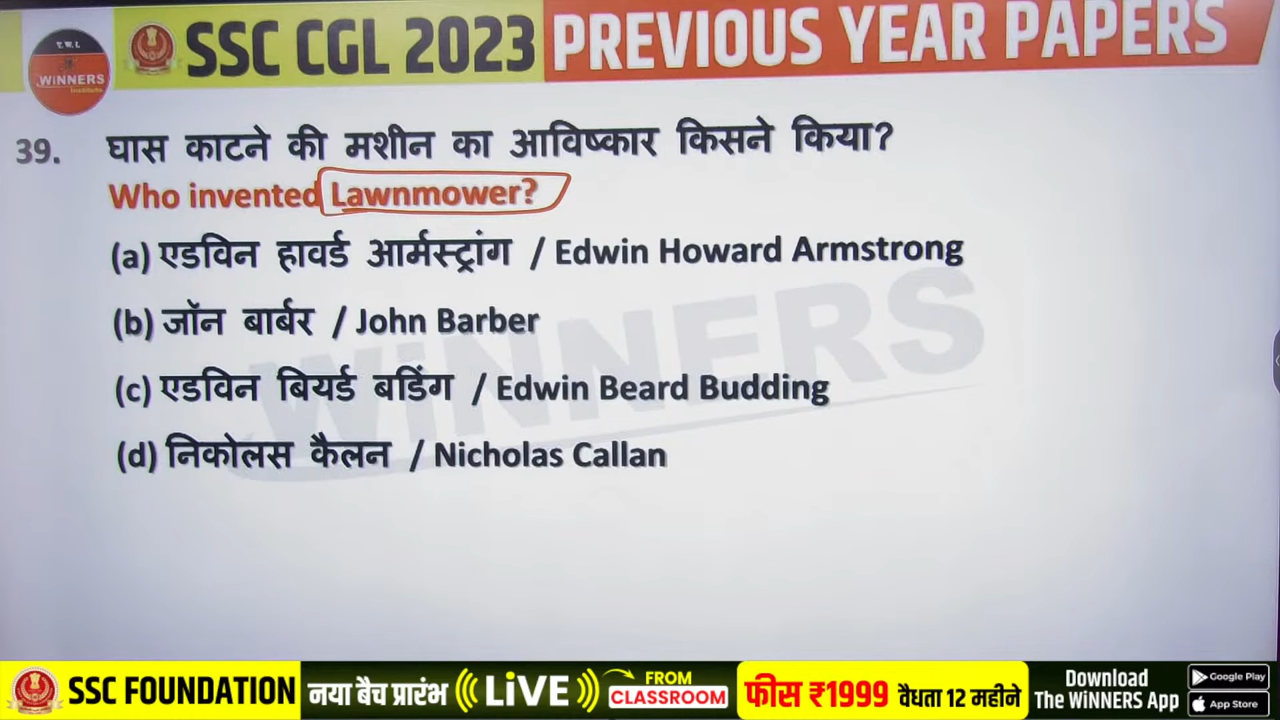 T.W.I.
WiNNERS
Institute
SSC CGL 2023 PREVIOUS YEAR PAPERS
39. घास काटने की मशीन का आविष्कार किसने किया?
Who invented Lawnmower?
(a) एडविन हावर्ड आर्मस्ट्रांग / Edwin Howard Armstrong
(b) जॉन बार्बर / John Barber
(c) एडविन बियर्ड बडिंग / Edwin Beard Budding
(d) निकोलस कैलन / Nicholas Callan
WiNNERS
SSC FOUNDATION नया बैच प्रारंभ LiVE FROM CLASSROOM फीस ₹1999 वैधता 12 महीने Download The WiNNERS App Google Play App Store